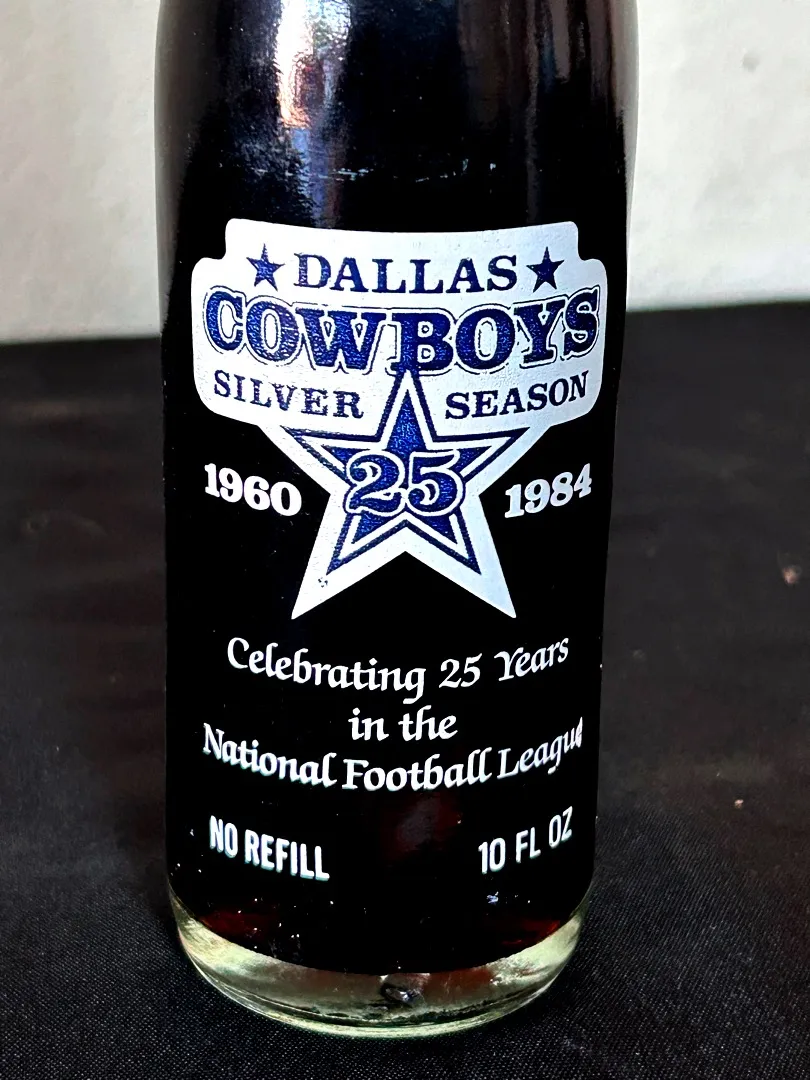 DALLAS
COWBOYS
SILVER SEASON
25
1960 1984
Celebrating 25 Years
in the
National Football League
NO REFILL 10 FL OZ